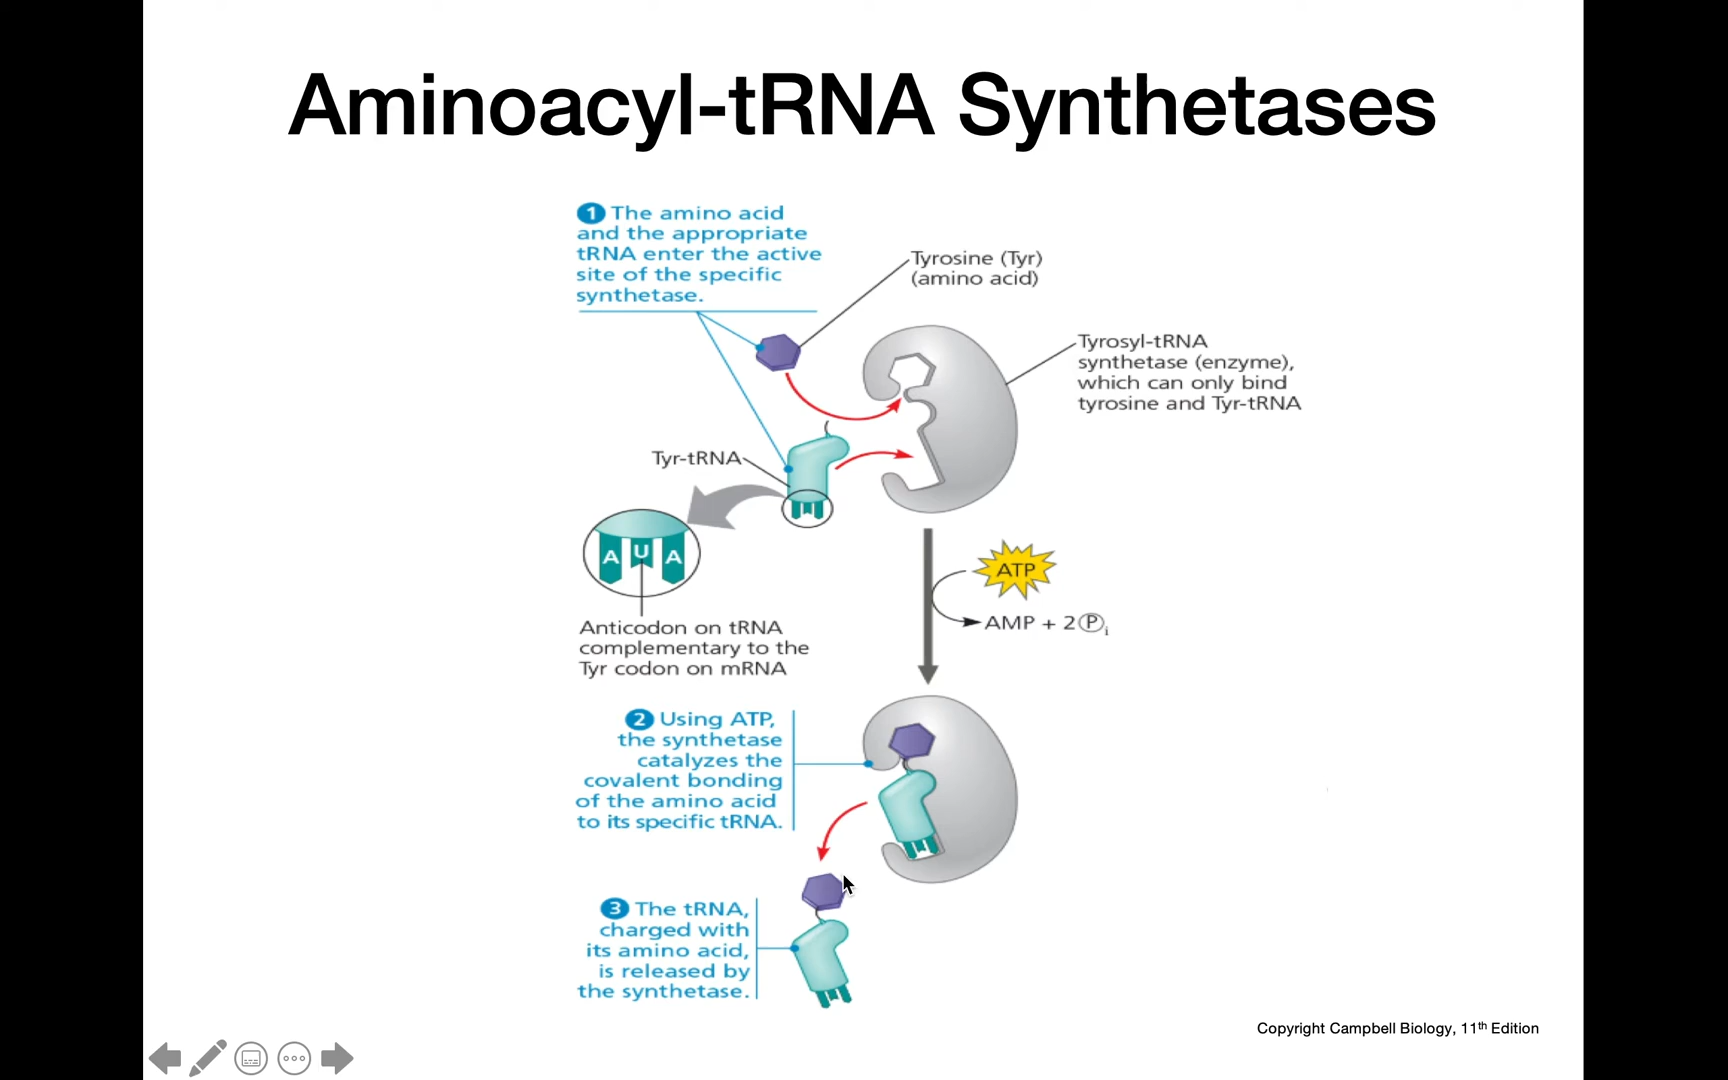 Aminoacyl-tRNA Synthetases
1 The amino acid
and the appropriate
tRNA enter the active
site of the specific
synthetase.
Tyrosine (Tyr)
(amino acid)
Tyrosyl-tRNA
synthetase (enzyme),
which can only bind
tyrosine and Tyr-tRNA
Tyr-tRNA
A U A
Anticodon on tRNA
complementary to the
Tyr codon on mRNA
ATP
AMP + 2 Pi
2 Using ATP,
the synthetase
catalyzes the
covalent bonding
of the amino acid
to its specific tRNA.
3 The tRNA,
charged with
its amino acid,
is released by
the synthetase.
Copyright Campbell Biology, 11th Edition